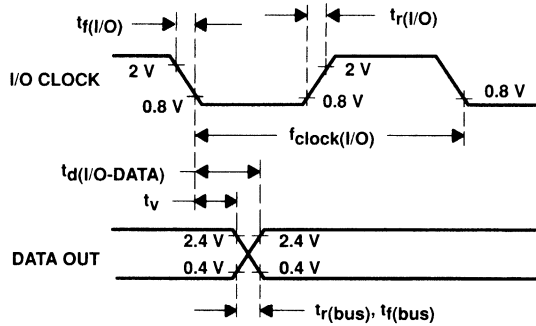 tf(I/O)
tr(I/O)
I/O CLOCK
2 V
2 V
0.8 V
0.8 V
0.8 V
fclock(I/O)
td(I/O-DATA)
tv
DATA OUT
2.4 V
2.4 V
0.4 V
0.4 V
tr(bus), tf(bus)